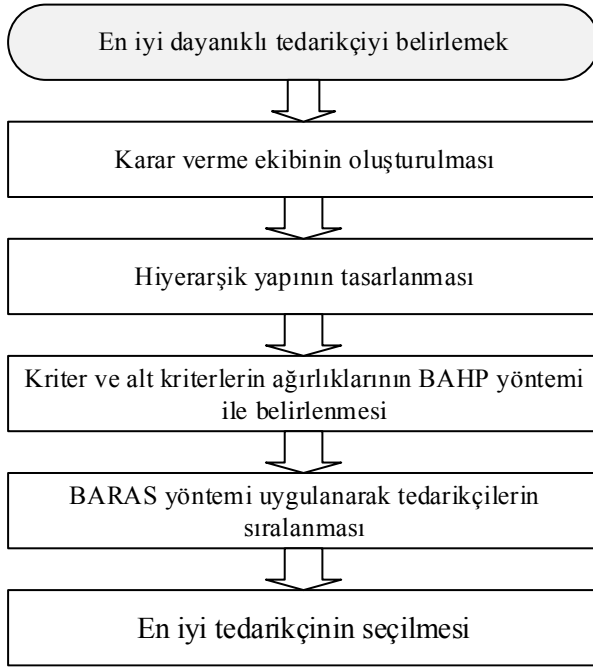 En iyi dayanıklı tedarikçiyi belirlemek
Karar verme ekibinin oluşturulması
Hiyerarşik yapının tasarlanması
Kriter ve alt kriterlerin ağırlıklarının BAHP yöntemi
ile belirlenmesi
BARAS yöntemi uygulanarak tedarikçilerin
sıralanması
En iyi tedarikçinin seçilmesi